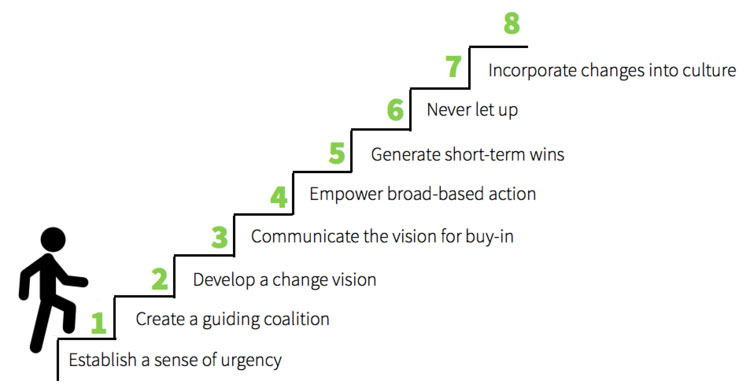 8
7
Incorporate changes into culture
6
Never let up
5
Generate short-term wins
4
Empower broad-based action
3
Communicate the vision for buy-in
2
Develop a change vision
1
Create a guiding coalition
Establish a sense of urgency